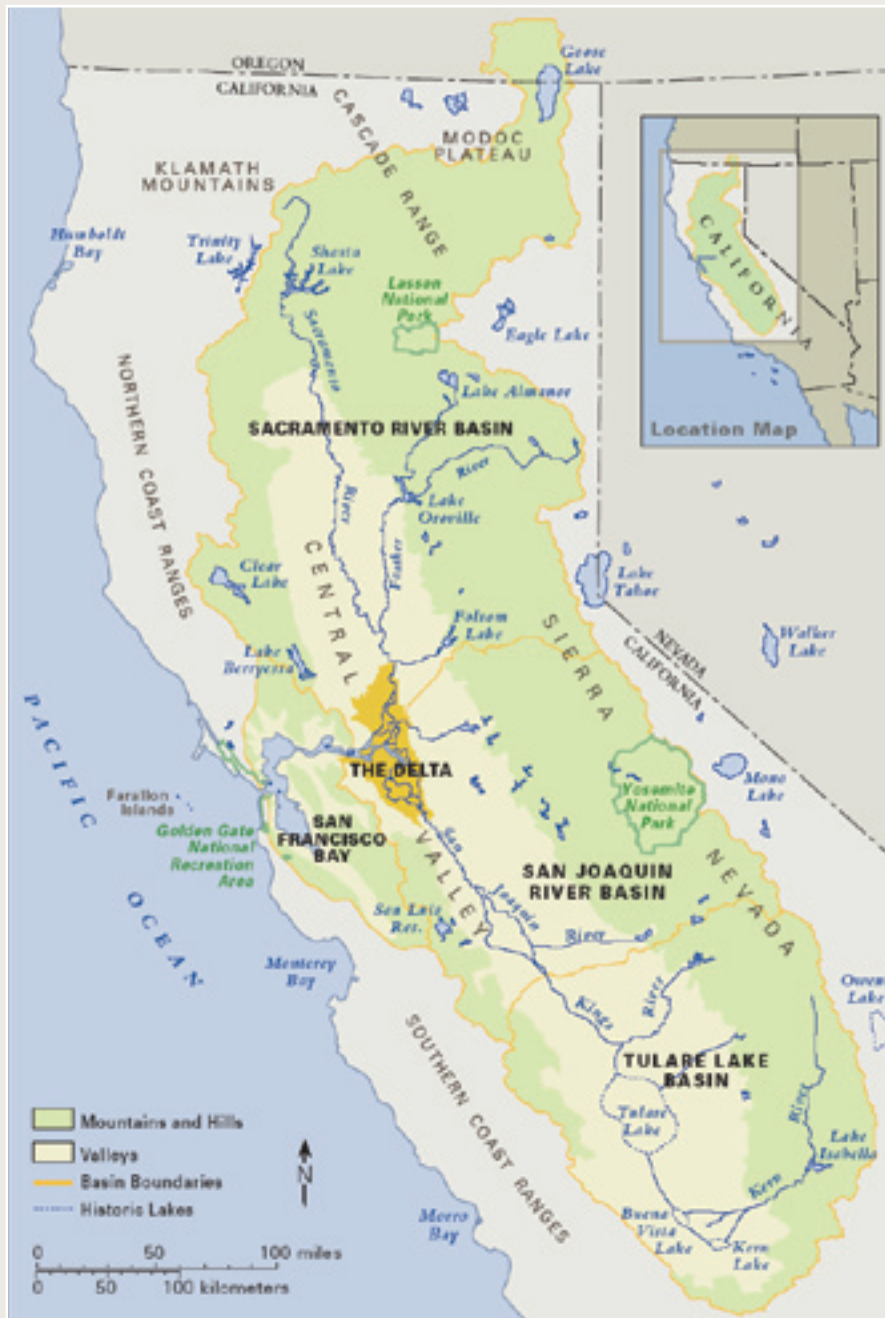 OREGON
CALIFORNIA
Goose
Lake
CASCADE RANGE
MODOC
PLATEAU
KLAMATH
MOUNTAINS
Humboldt
Bay
Trinity
Lake
Shasta
Lake
Lassen
National
Park
Eagle Lake
CALIFORNIA
Location Map
Sacramento
River
NORTHERN COAST RANGES
Lake Almanor
SACRAMENTO RIVER BASIN
River
Feather
Lake
Oroville
Clear
Lake
CENTRAL
VALLEY
Lake
Tahoe
Folsom
Lake
SIERRA
NEVADA
NEVADA
CALIFORNIA
Walker
Lake
Lake
Berryessa
PACIFIC
OCEAN
THE DELTA
Mono
Lake
Yosemite
National
Park
Farallon
Islands
Golden Gate
National
Recreation
Area
SAN
FRANCISCO
BAY
San
Joaquin
River
SAN JOAQUIN
RIVER BASIN
San Luis
Res.
Monterey
Bay
Owens
Lake
Kings
River
SOUTHERN COAST RANGES
TULARE LAKE
BASIN
Tulare
Lake
River
Kern
Lake
Isabella
Buena
Vista
Lake
Kern
Lake
Morro
Bay
Mountains and Hills
Valleys
Basin Boundaries
Historic Lakes
N
0 50 100 miles
0 50 100 kilometers